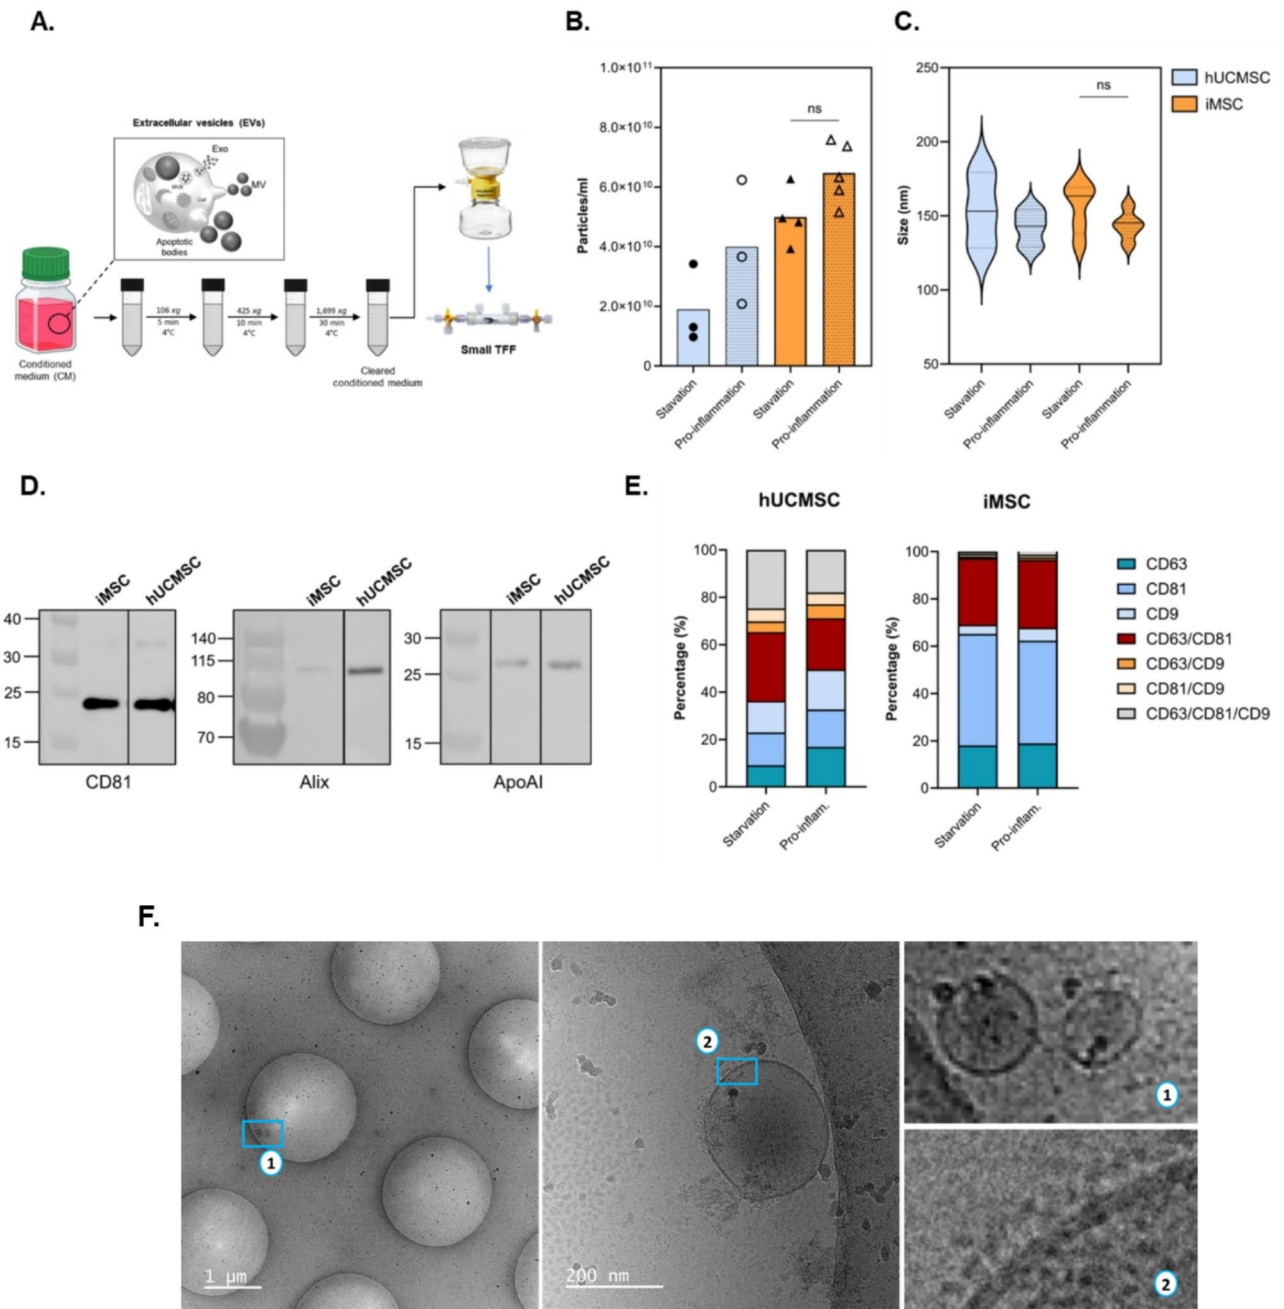 A.
Extracellular vesicles (EVs)
Exo
MVB
MV
Cell
Apoptotic
bodies
Conditioned
medium (CM)
106 xg
5 min
4°C
425 xg
10 min
4°C
1,699 xg
30 min
4°C
Cleared
conditioned medium
Small TFF
B.
Particles/ml
1.0×10¹¹
8.0×10¹⁰
6.0×10¹⁰
4.0×10¹⁰
2.0×10¹⁰
0
ns
Stavation
Pro-inflammation
Stavation
Pro-inflammation
C.
Size (nm)
250
200
150
100
50
ns
Stavation
Pro-inflammation
Stavation
Pro-inflammation
hUCMSC
iMSC
D.
iMSC
hUCMSC
40
30
25
15
CD81
iMSC
hUCMSC
140
115
80
70
Alix
iMSC
hUCMSC
30
25
15
ApoAI
E.
hUCMSC
Percentage (%)
100
80
60
40
20
0
Starvation
Pro-inflam.
iMSC
Percentage (%)
100
80
60
40
20
0
Starvation
Pro-inflam.
CD63
CD81
CD9
CD63/CD81
CD63/CD9
CD81/CD9
CD63/CD81/CD9
F.
1
1 µm
2
200 nm
1
2